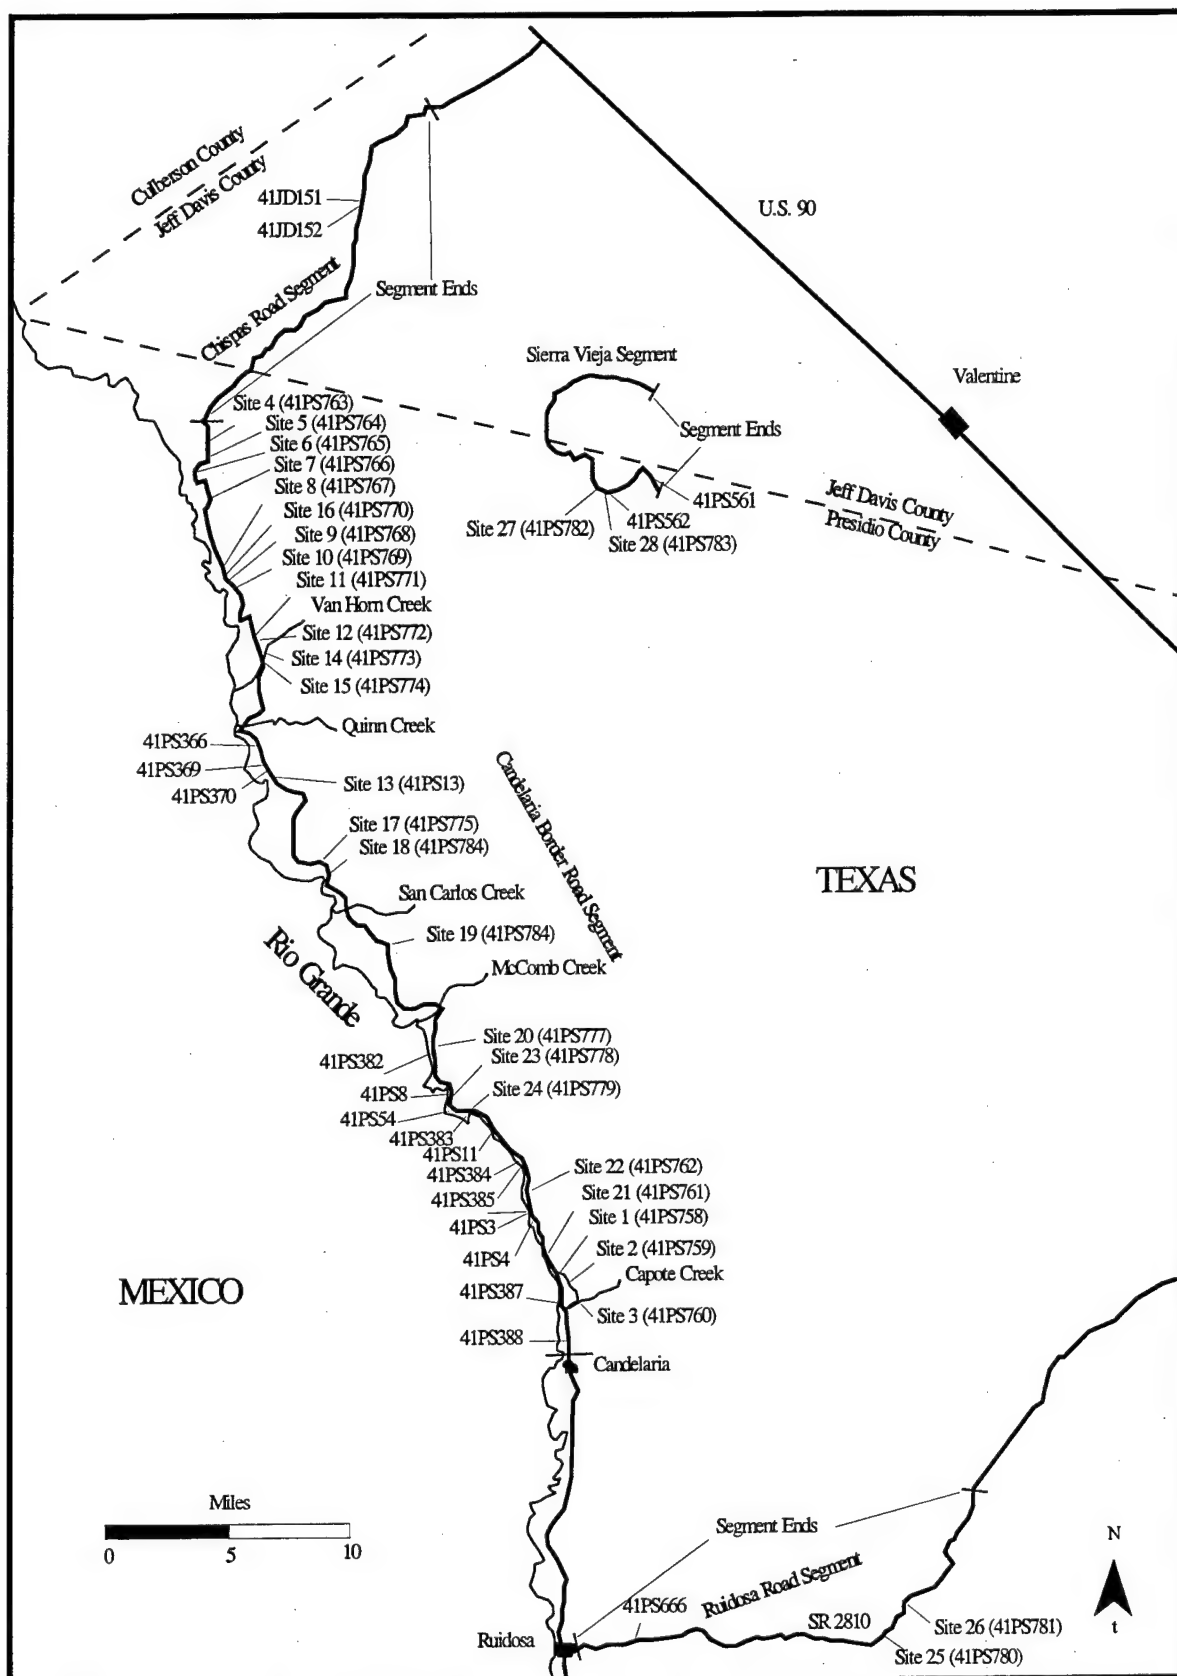 Culberson County
Jeff Davis County
41JD151
41JD152
U.S. 90
Segment Ends
Chispas Road Segment
Sierra Vieja Segment
Valentine
Segment Ends
Site 4 (41PS763)
Site 5 (41PS764)
Site 6 (41PS765)
Site 7 (41PS766)
Site 8 (41PS767)
Site 16 (41PS770)
Site 9 (41PS768)
Site 10 (41PS769)
Site 11 (41PS771)
Van Horn Creek
Site 12 (41PS772)
Site 14 (41PS773)
Site 15 (41PS774)
41PS561
41PS562
Site 27 (41PS782)
Site 28 (41PS783)
Jeff Davis County
Presidio County
Quinn Creek
41PS366
41PS369
41PS370
Site 13 (41PS13)
Candelaria Border Road Segment
Site 17 (41PS775)
Site 18 (41PS784)
TEXAS
San Carlos Creek
Site 19 (41PS784)
Rio Grande
McComb Creek
Site 20 (41PS777)
41PS382
Site 23 (41PS778)
41PS8
Site 24 (41PS779)
41PS54
41PS383
41PS11
41PS384
Site 22 (41PS762)
41PS385
Site 21 (41PS761)
41PS3
Site 1 (41PS758)
41PS4
Site 2 (41PS759)
MEXICO
Capote Creek
41PS387
Site 3 (41PS760)
41PS388
Candelaria
Miles
0 5 10
Segment Ends
N
t
Ruidosa Road Segment
41PS666
SR 2810
Site 26 (41PS781)
Ruidosa
Site 25 (41PS780)